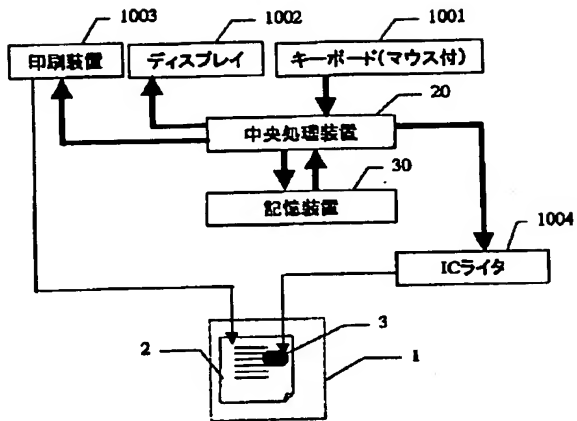 1003
1002
1001
印刷装置
ディスプレイ
キーボード(マウス付)
20
中央処理装置
30
記憶装置
1004
ICライタ
3
2
1